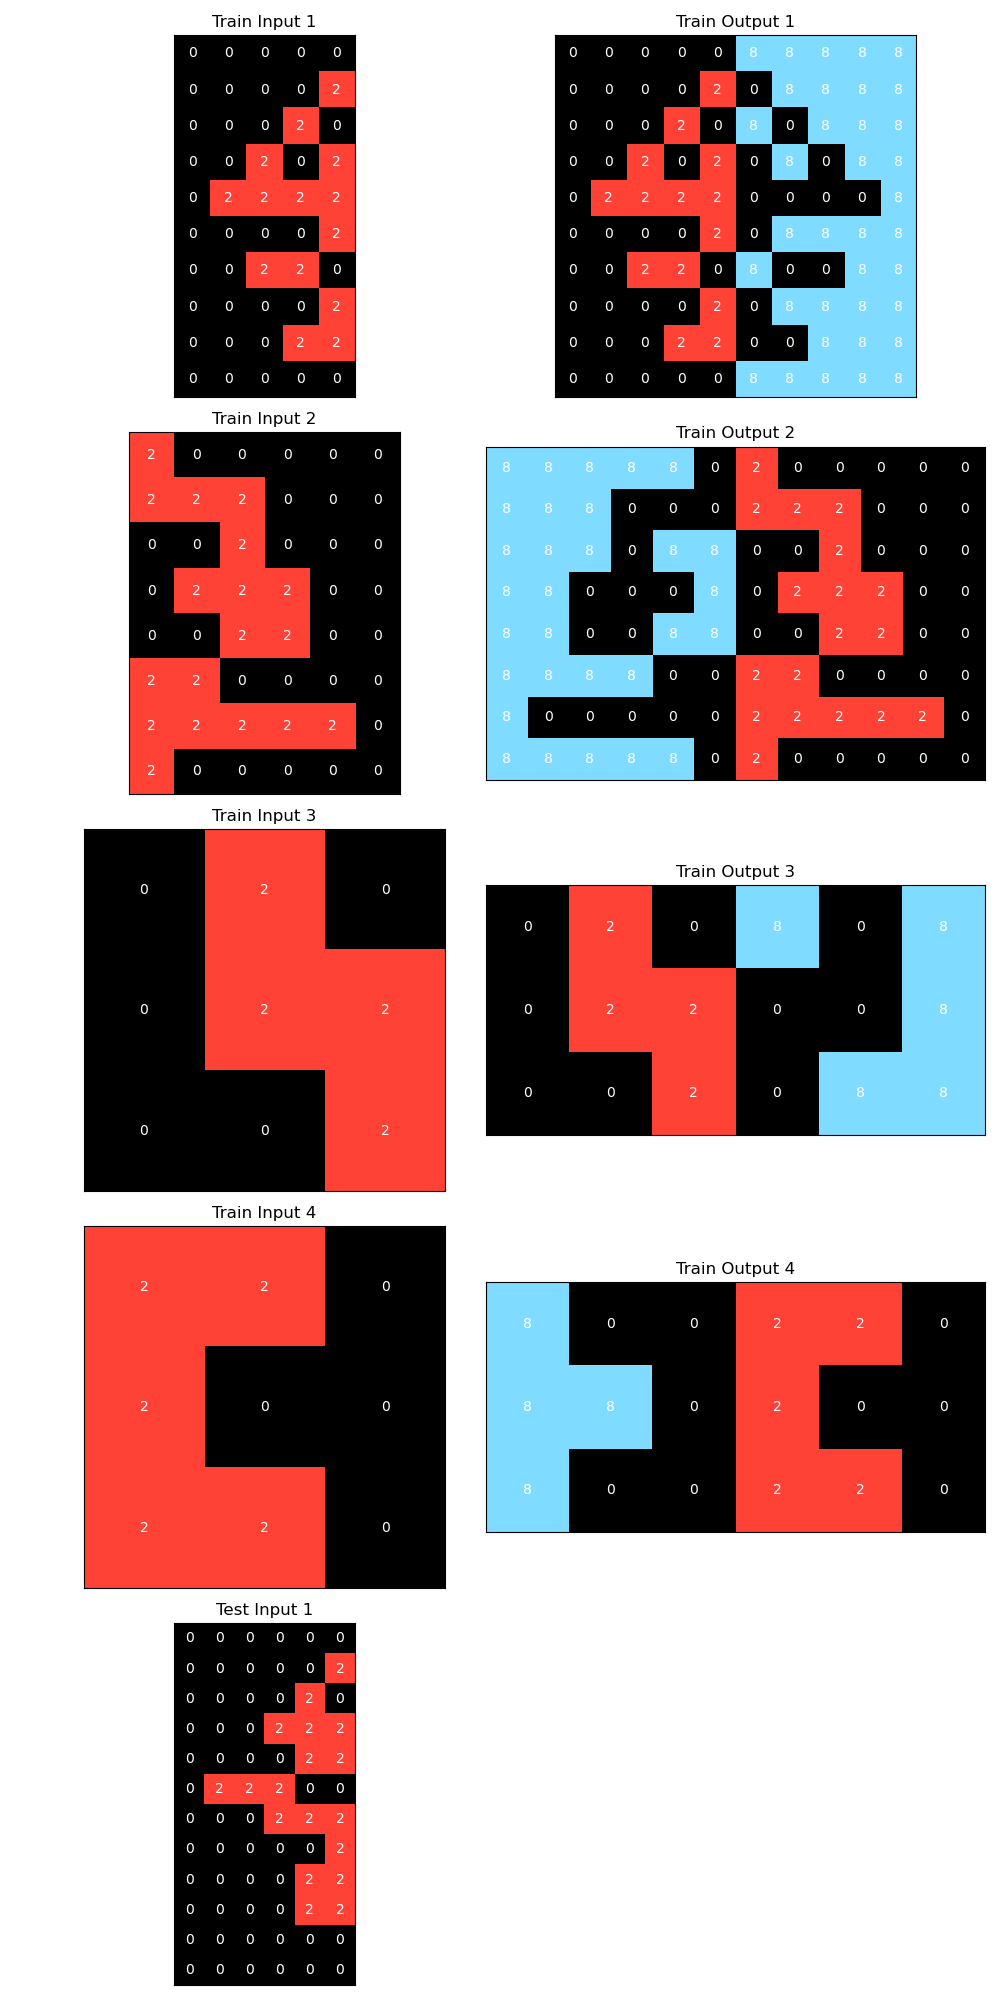 Train Input 1
Train Output 1
0 0 0 0 0
0 0 0 0 2
0 0 0 2 0
0 0 2 0 2
0 2 2 2 2
0 0 0 0 2
0 0 2 2 0
0 0 0 0 2
0 0 0 2 2
0 0 0 0 0
0 0 0 0 0 8 8 8 8 8
0 0 0 0 2 0 8 8 8 8
0 0 0 2 0 8 0 8 8 8
0 0 2 0 2 0 8 0 8 8
0 2 2 2 2 0 0 0 0 8
0 0 0 0 2 0 8 8 8 8
0 0 2 2 0 8 0 0 8 8
0 0 0 0 2 0 8 8 8 8
0 0 0 2 2 0 0 8 8 8
0 0 0 0 0 8 8 8 8 8
Train Input 2
Train Output 2
2 0 0 0 0 0
2 2 2 0 0 0
0 0 2 0 0 0
0 2 2 2 0 0
0 0 2 2 0 0
2 2 0 0 0 0
2 2 2 2 2 0
2 0 0 0 0 0
8 8 8 8 8 0 2 0 0 0 0 0
8 8 8 0 0 0 2 2 2 0 0 0
8 8 8 0 8 8 0 0 2 0 0 0
8 8 0 0 0 8 0 2 2 2 0 0
8 8 0 0 8 8 0 0 2 2 0 0
8 8 8 8 0 0 2 2 0 0 0 0
8 0 0 0 0 0 2 2 2 2 2 0
8 8 8 8 8 0 2 0 0 0 0 0
Train Input 3
Train Output 3
0 2 0
0 2 2
0 0 2
0 2 0 8 0 8
0 2 2 0 0 8
0 0 2 0 8 8
Train Input 4
Train Output 4
2 2 0
2 0 0
2 2 0
8 0 0 2 2 0
8 8 0 2 0 0
8 0 0 2 2 0
Test Input 1
0 0 0 0 0 0
0 0 0 0 0 2
0 0 0 0 2 0
0 0 0 2 2 2
0 0 0 0 2 2
0 2 2 2 0 0
0 0 0 2 2 2
0 0 0 0 0 2
0 0 0 0 2 2
0 0 0 0 2 2
0 0 0 0 0 0
0 0 0 0 0 0